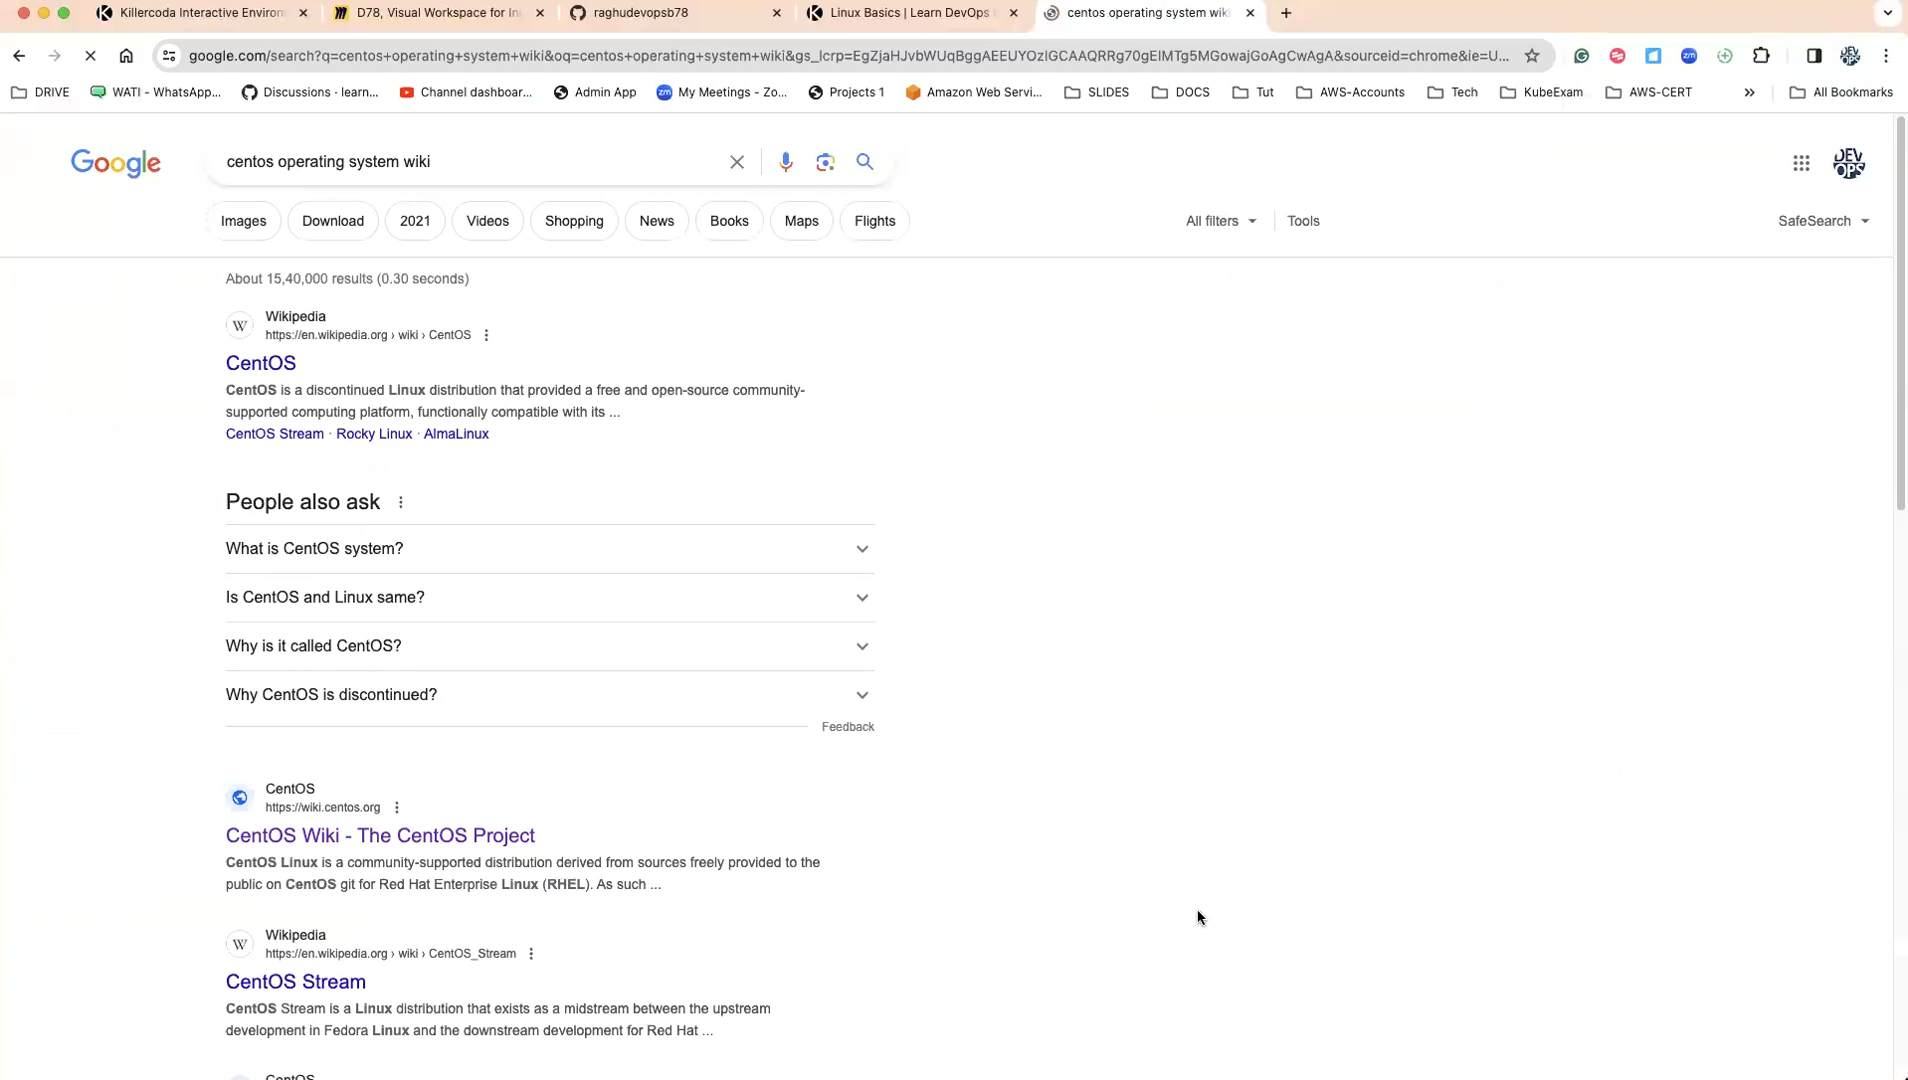 Killercoda Interactive Environ
D78, Visual Workspace for In
raghudevopsb78
Linux Basics | Learn DevOps
centos operating system wiki
google.com/search?q=centos+operating+system+wiki&oq=centos+operating+system+wiki&gs_lcrp=EgZjaHJvbWUqBggAEEUYOzIGCAAQRRg70gEIMTg5MGowajGoAgCwAgA&sourceid=chrome&ie=U...
DRIVE
WATI - WhatsApp...
Discussions · learn...
Channel dashboar...
Admin App
My Meetings - Zo...
Projects 1
Amazon Web Servi...
SLIDES
DOCS
Tut
AWS-Accounts
Tech
KubeExam
AWS-CERT
All Bookmarks
Google
centos operating system wiki
DEV
OPS
Images
Download
2021
Videos
Shopping
News
Books
Maps
Flights
All filters
Tools
SafeSearch
About 15,40,000 results (0.30 seconds)
W
Wikipedia
https://en.wikipedia.org › wiki › CentOS
CentOS
CentOS is a discontinued Linux distribution that provided a free and open-source community-
supported computing platform, functionally compatible with its ...
CentOS Stream · Rocky Linux · AlmaLinux
People also ask
What is CentOS system?
Is CentOS and Linux same?
Why is it called CentOS?
Why CentOS is discontinued?
Feedback
CentOS
https://wiki.centos.org
CentOS Wiki - The CentOS Project
CentOS Linux is a community-supported distribution derived from sources freely provided to the
public on CentOS git for Red Hat Enterprise Linux (RHEL). As such ...
W
Wikipedia
https://en.wikipedia.org › wiki › CentOS_Stream
CentOS Stream
CentOS Stream is a Linux distribution that exists as a midstream between the upstream
development in Fedora Linux and the downstream development for Red Hat ...
CentOS